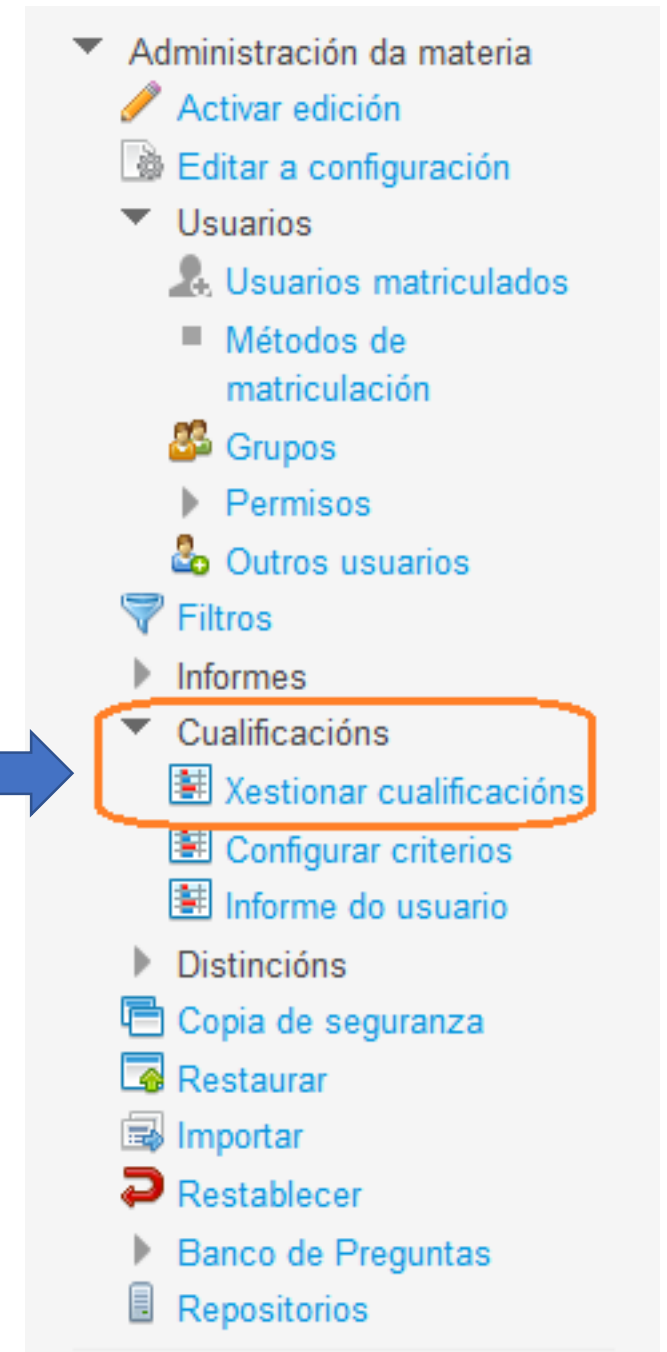 Administración da materia
Activar edición
Editar a configuración
Usuarios
Usuarios matriculados
Métodos de
matriculación
Grupos
Permisos
Outros usuarios
Filtros
Informes
Cualificacións
Xestionar cualificacións
Configurar criterios
Informe do usuario
Distincións
Copia de seguranza
Restaurar
Importar
Restablecer
Banco de Preguntas
Repositorios